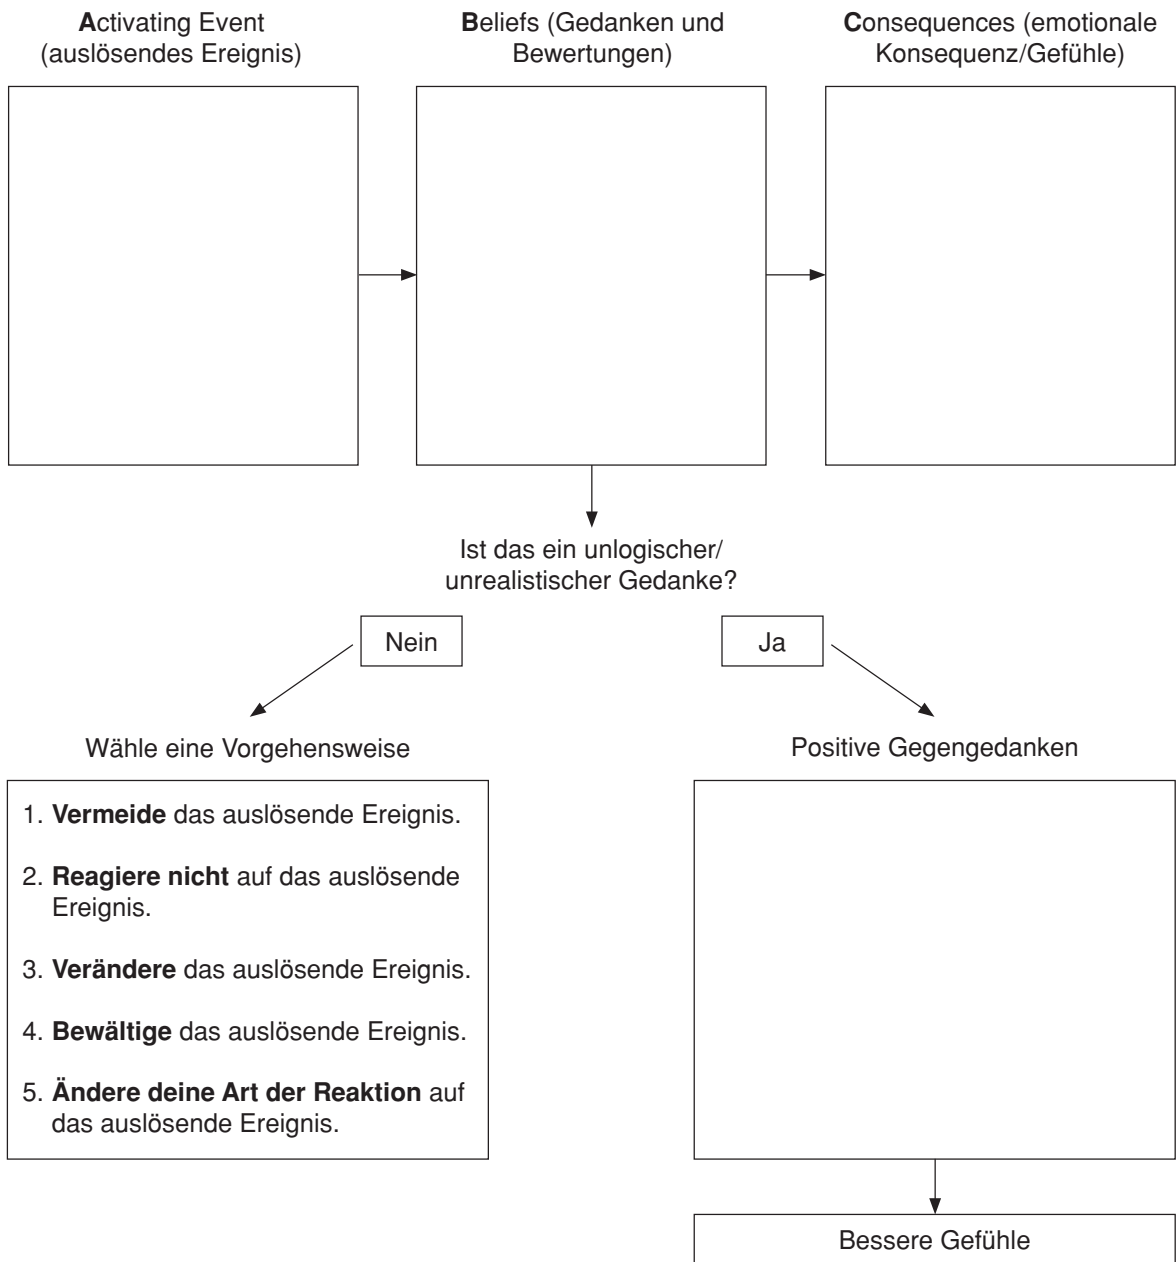 Activating Event
(auslösendes Ereignis)
Beliefs (Gedanken und
Bewertungen)
Consequences (emotionale
Konsequenz/Gefühle)
Ist das ein unlogischer/
unrealistischer Gedanke?
Nein
Ja
Wähle eine Vorgehensweise
1. Vermeide das auslösende Ereignis.
2. Reagiere nicht auf das auslösende
Ereignis.
3. Verändere das auslösende Ereignis.
4. Bewältige das auslösende Ereignis.
5. Ändere deine Art der Reaktion auf
das auslösende Ereignis.
Positive Gegengedanken
Bessere Gefühle